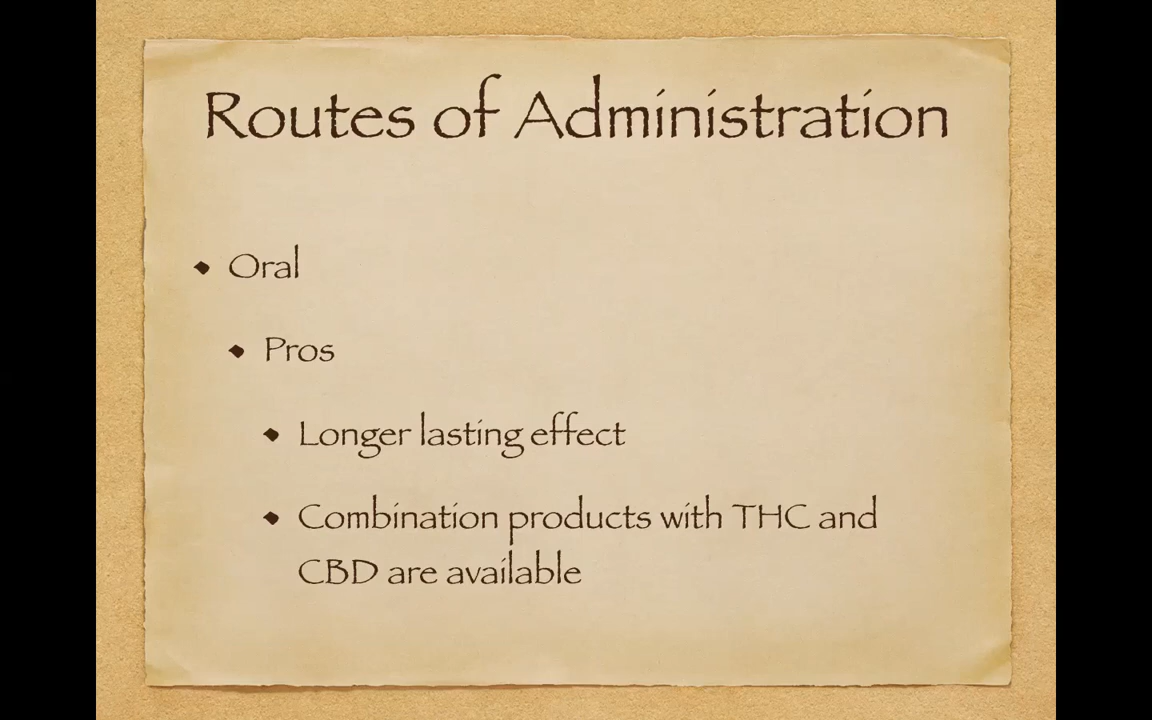 Routes of Administration
Oral
Pros
Longer lasting effect
Combination products with THC and
CBD are available